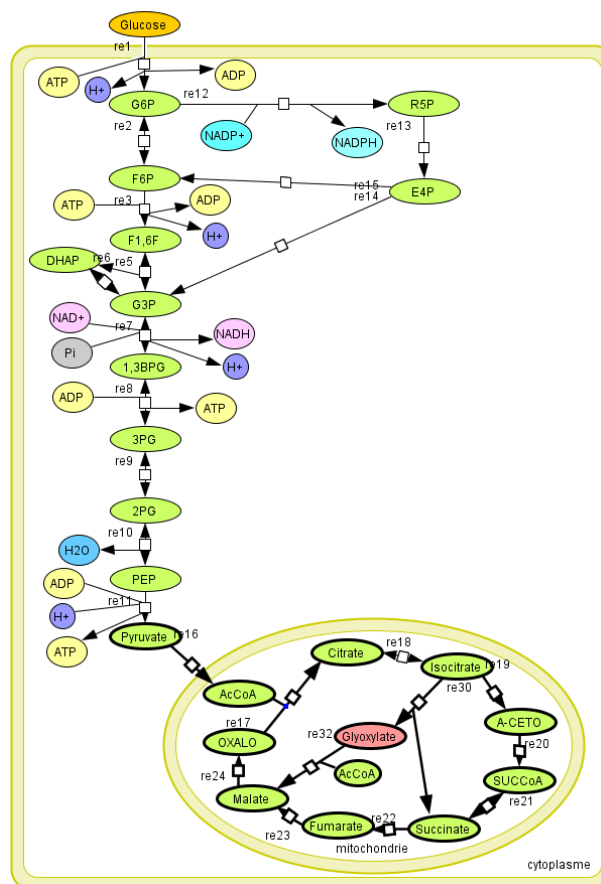 Glucose
re1
ATP
H+
ADP
G6P
re12
R5P
re2
NADP+
NADPH
re13
F6P
re15
E4P
re14
ATP
re3
ADP
H+
F1,6F
DHAP
re6
re5
G3P
NAD+
re7
NADH
Pi
H+
1,3BPG
ADP
re8
ATP
3PG
re9
2PG
re10
H2O
PEP
ADP
re11
H+
ATP
Pyruvate
re16
Citrate
re18
Isocitrate
re19
re30
AcCoA
re17
OXALO
re32
Glyoxylate
A-CETO
re20
AcCoA
SUCCoA
re24
re21
Malate
re23
Fumarate
re22
Succinate
mitochondrie
cytoplasme